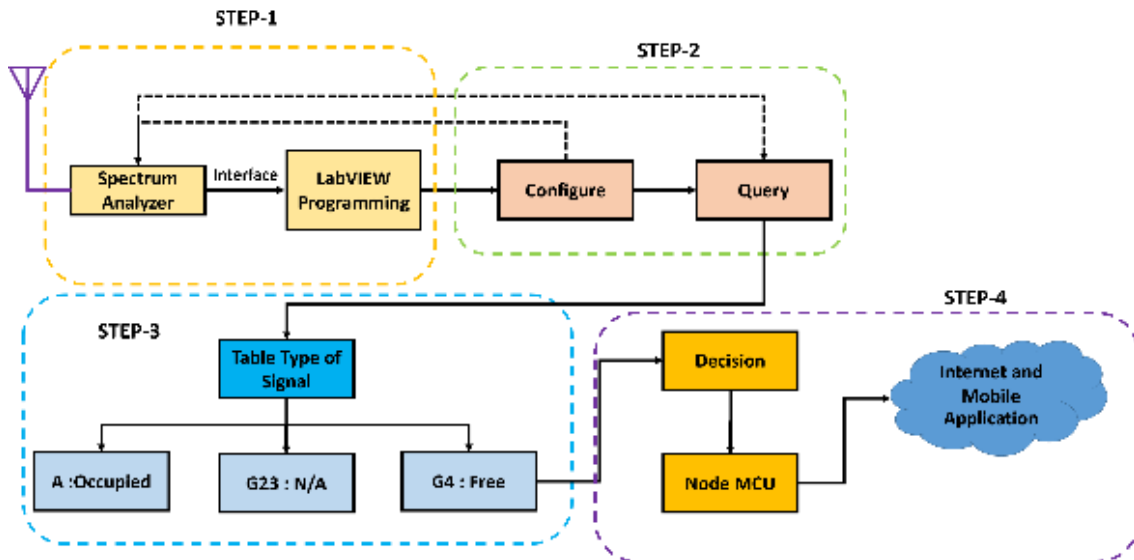 STEP-1
STEP-2
Spectrum
Analyzer
Interface
LabVIEW
Programming
Configure
Query
STEP-3
Table Type of
Signal
A :Occupied
G23 : N/A
G4 : Free
STEP-4
Decision
Node MCU
Internet and
Mobile
Application